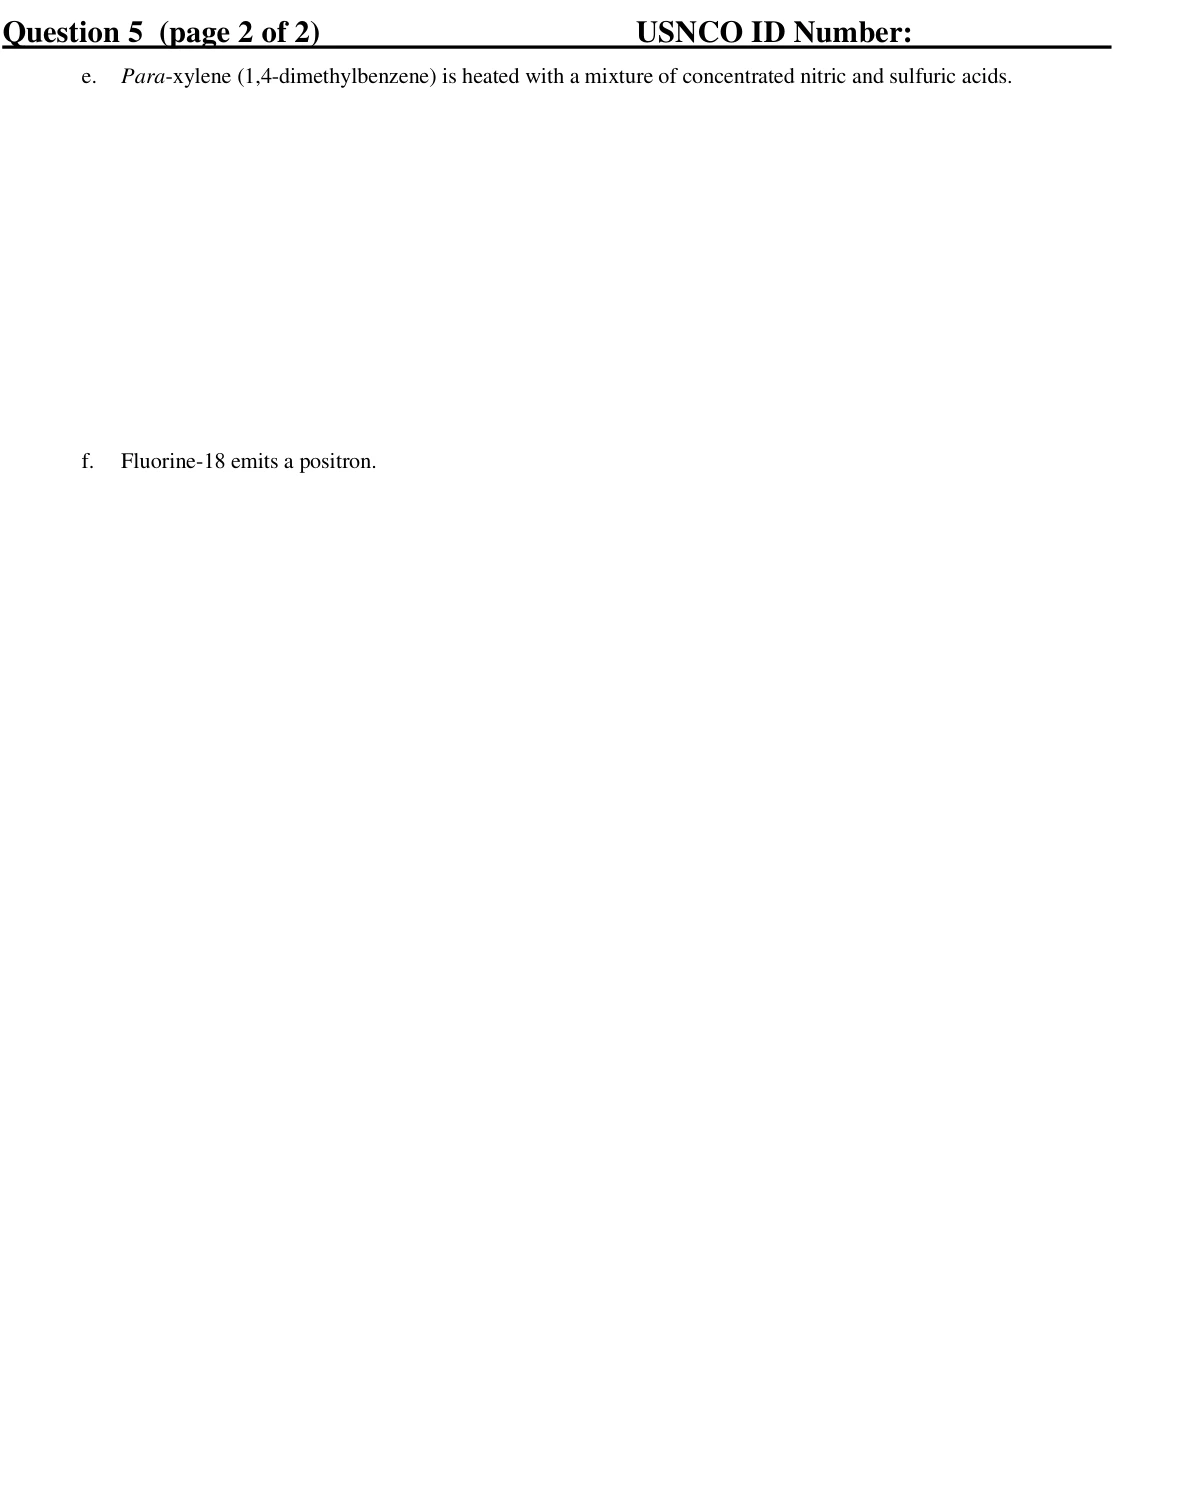 Question 5  (page 2 of 2)  USNCO ID Number:
e. Para-xylene (1,4-dimethylbenzene) is heated with a mixture of concentrated nitric and sulfuric acids.
f. Fluorine-18 emits a positron.